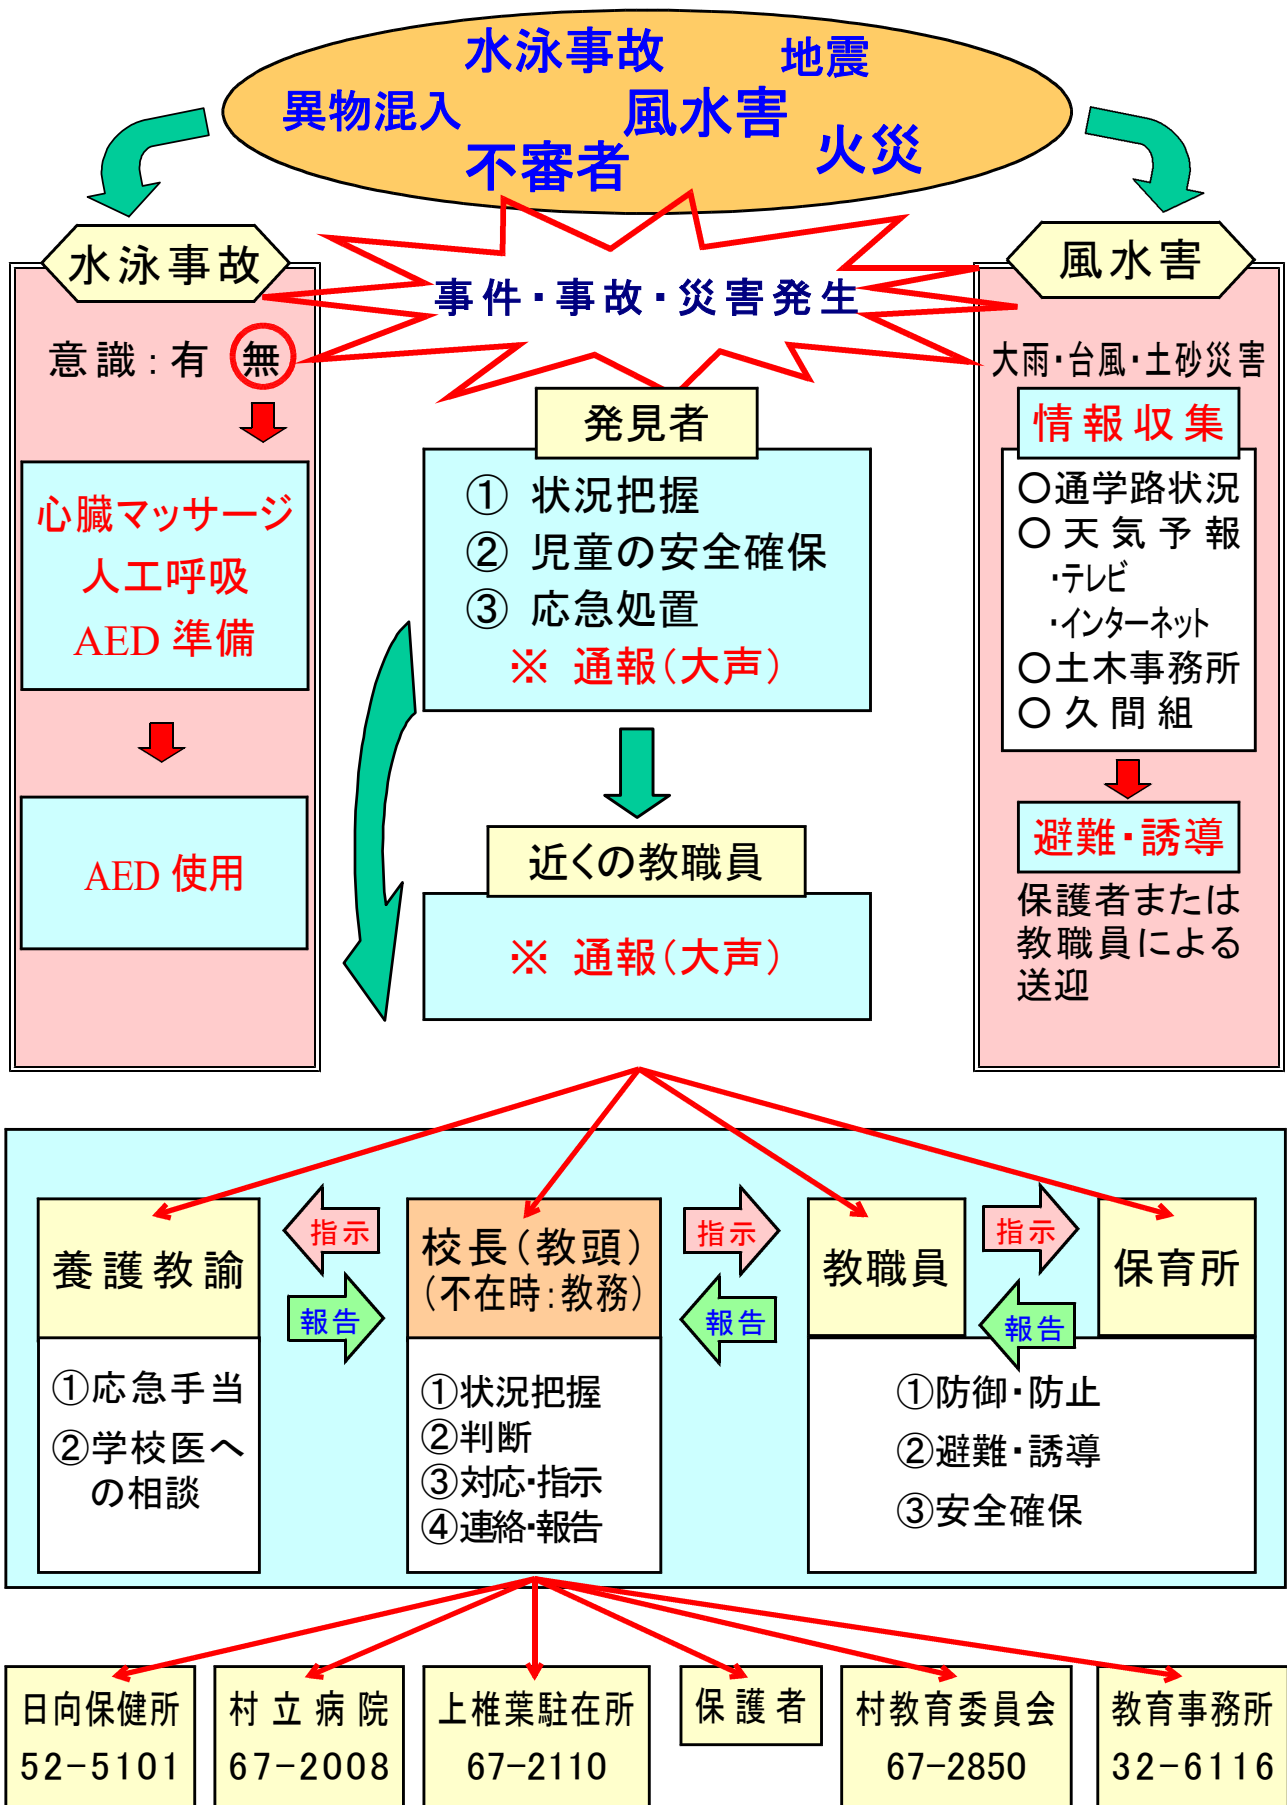 水泳事故
地震
異物混入
風水害
不審者
火災
事件・事故・災害発生
水泳事故
意識：有 無
心臓マッサージ
人工呼吸
AED 準備
AED 使用
発見者
① 状況把握
② 児童の安全確保
③ 応急処置
※ 通報（大声）
近くの教職員
※ 通報（大声）
風水害
大雨・台風・土砂災害
情報収集
○通学路状況
○天気予報
・テレビ
・インターネット
○土木事務所
○久間組
避難・誘導
保護者または
教職員による
送迎
養護教諭
指示
報告
校長（教頭）
（不在時：教務）
指示
報告
教職員
指示
報告
保育所
①応急手当
②学校医へ
の相談
①状況把握
②判断
③対応・指示
④連絡・報告
①防御・防止
②避難・誘導
③安全確保
日向保健所
52-5101
村立病院
67-2008
上椎葉駐在所
67-2110
保護者
村教育委員会
67-2850
教育事務所
32-6116